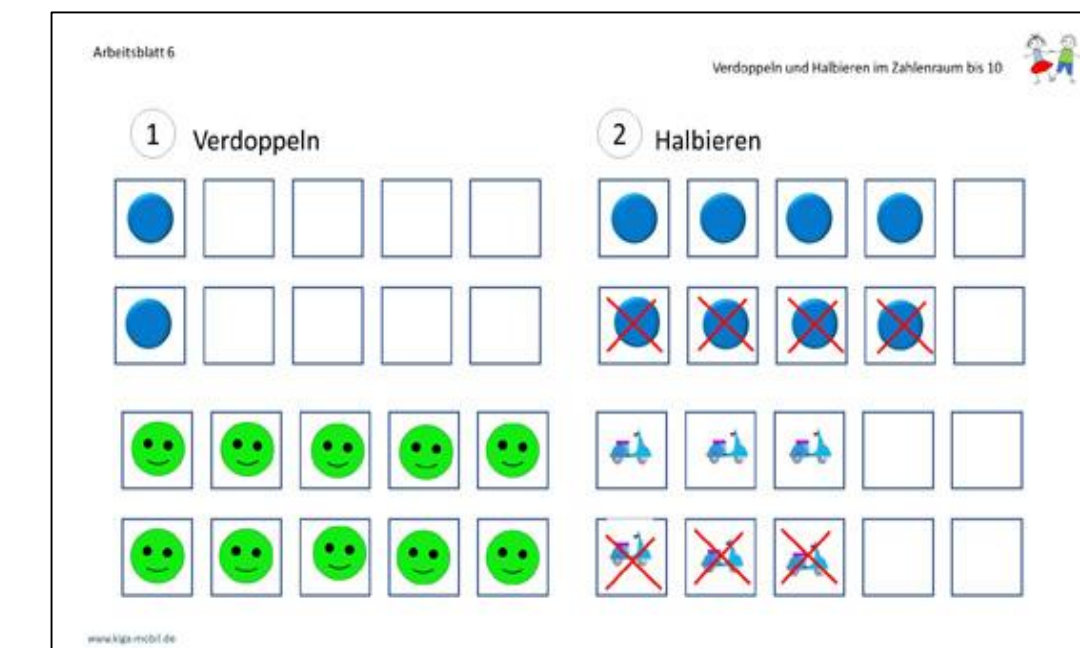 Arbeitsblatt 6
Verdoppeln und Halbieren im Zahlenraum bis 10
1 Verdoppeln
2 Halbieren
www.kiga-mobil.de